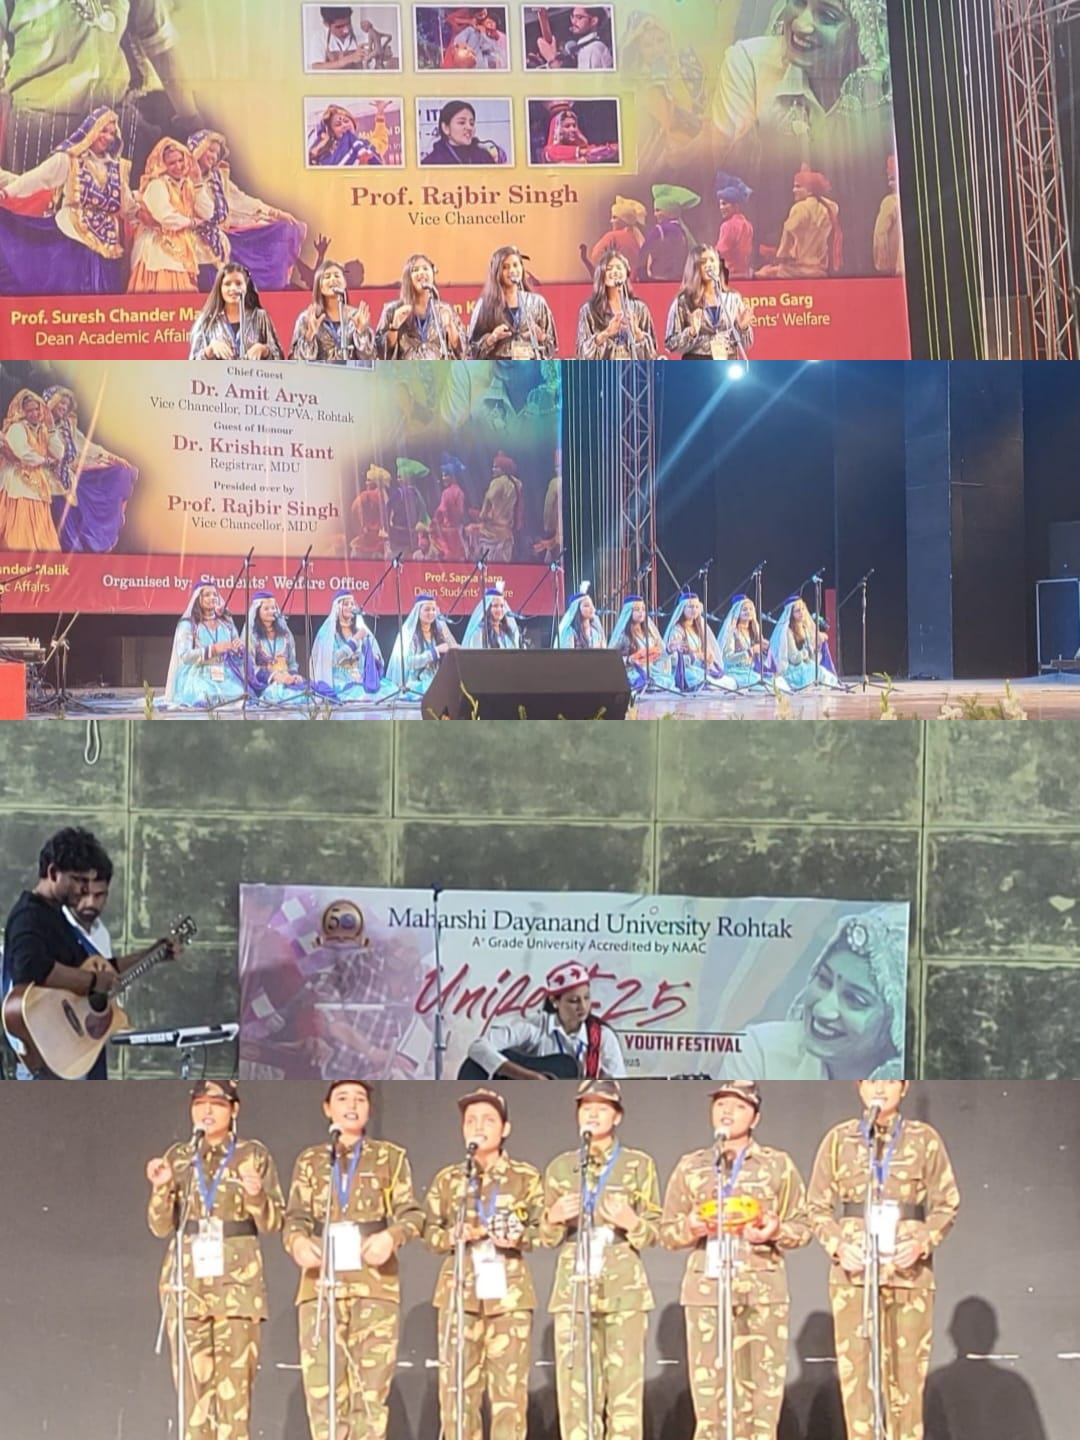 Prof. Rajbir Singh
Vice Chancellor
Prof. Suresh Chander Ma
Dean Academic Affair
n K
apna Garg
ents' Welfare
Chief Guest
Dr. Amit Arya
Vice Chancellor, DLCSUPVA, Rohtak
Guest of Honour
Dr. Krishan Kant
Registrar, MDU
Presided over by
Prof. Rajbir Singh
Vice Chancellor, MDU
nder Malik
c Affairs
Organised by: Students' Welfare Office
Prof. Sapna Garg
Dean Students'
50
Maharshi Dayanand University Rohtak
A+ Grade University Accredited by NAAC
YOUTH FESTIVAL